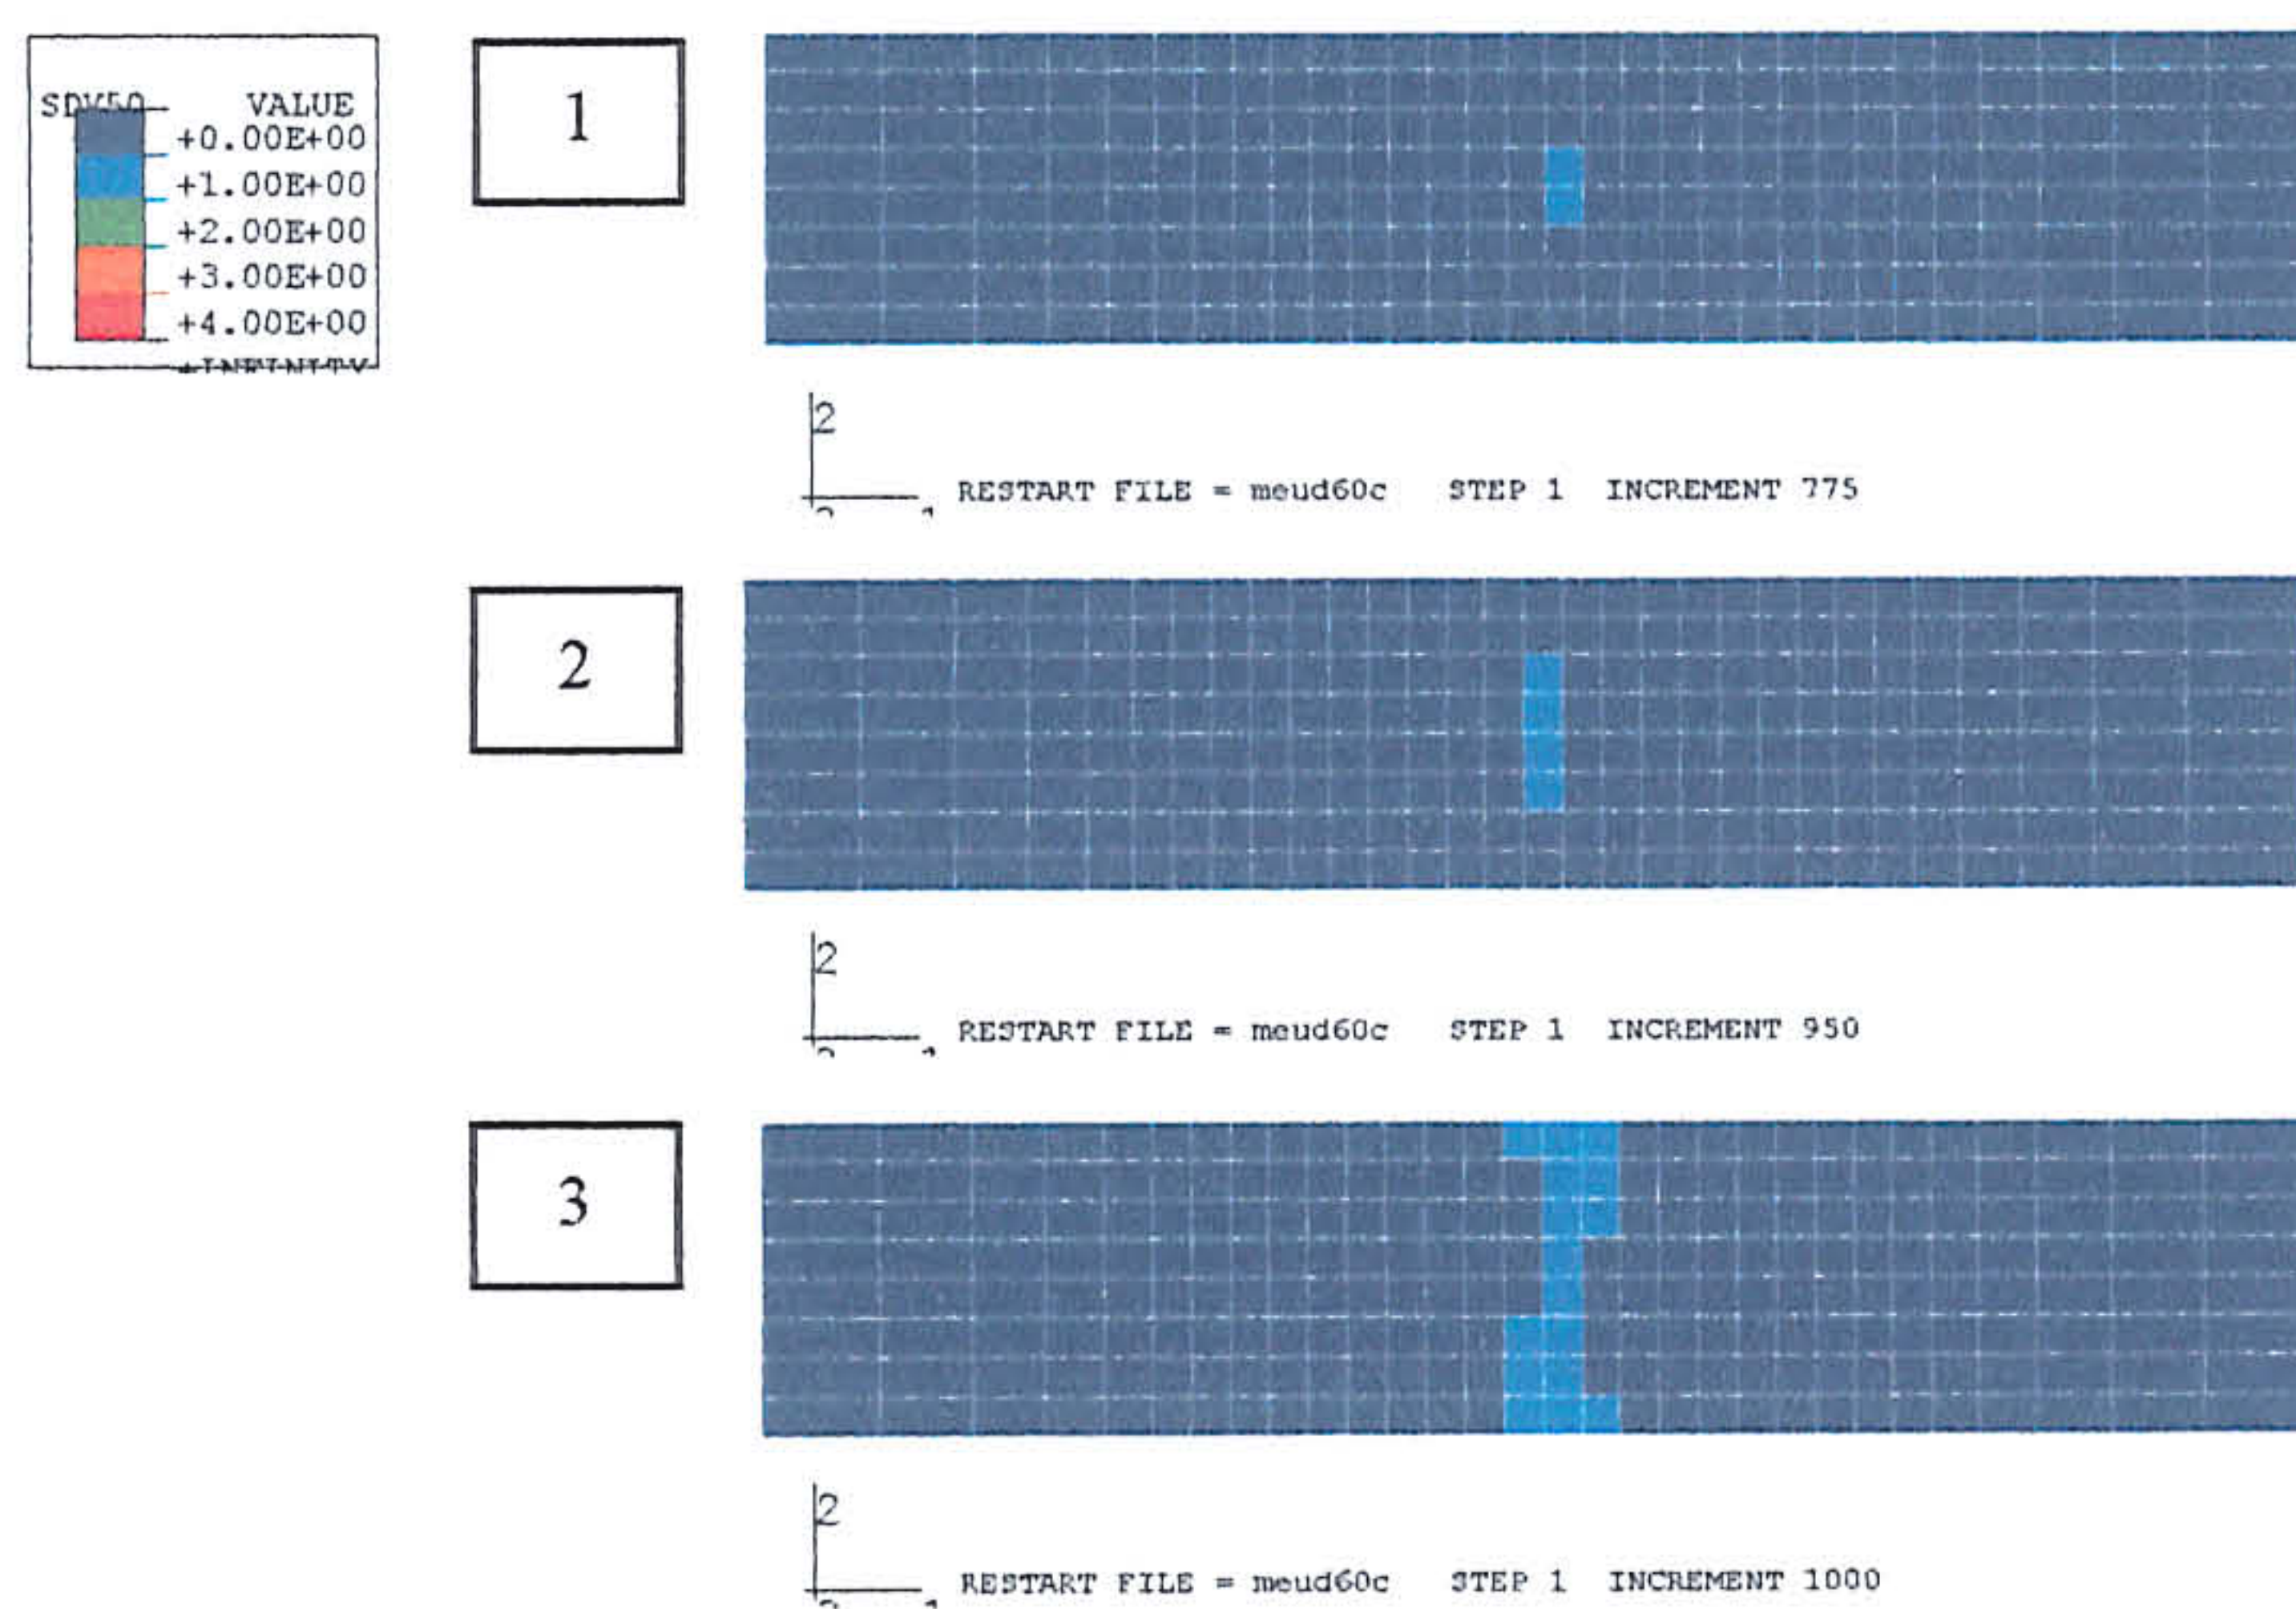 SDV50 VALUE
+0.00E+00
+1.00E+00
+2.00E+00
+3.00E+00
+4.00E+00
+INFINITY
1
2
RESTART FILE = meud60c STEP 1 INCREMENT 775
2
2
RESTART FILE = meud60c STEP 1 INCREMENT 950
3
2
RESTART FILE = meud60c STEP 1 INCREMENT 1000